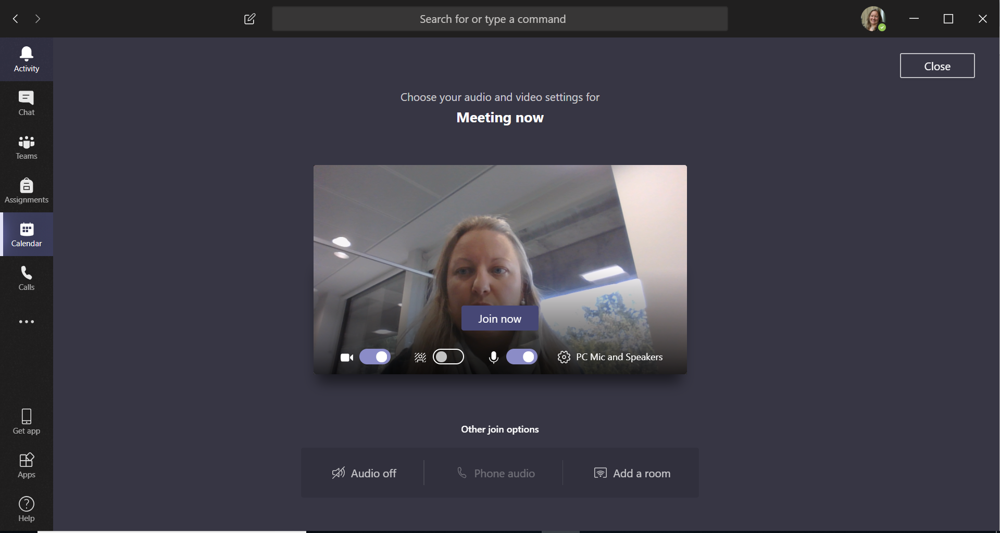 Search for or type a command
Activity
Chat
Teams
Assignments
Calendar
Calls
Get app
Apps
Help
Close
Choose your audio and video settings for
Meeting now
Join now
PC Mic and Speakers
Other join options
Audio off
Phone audio
Add a room